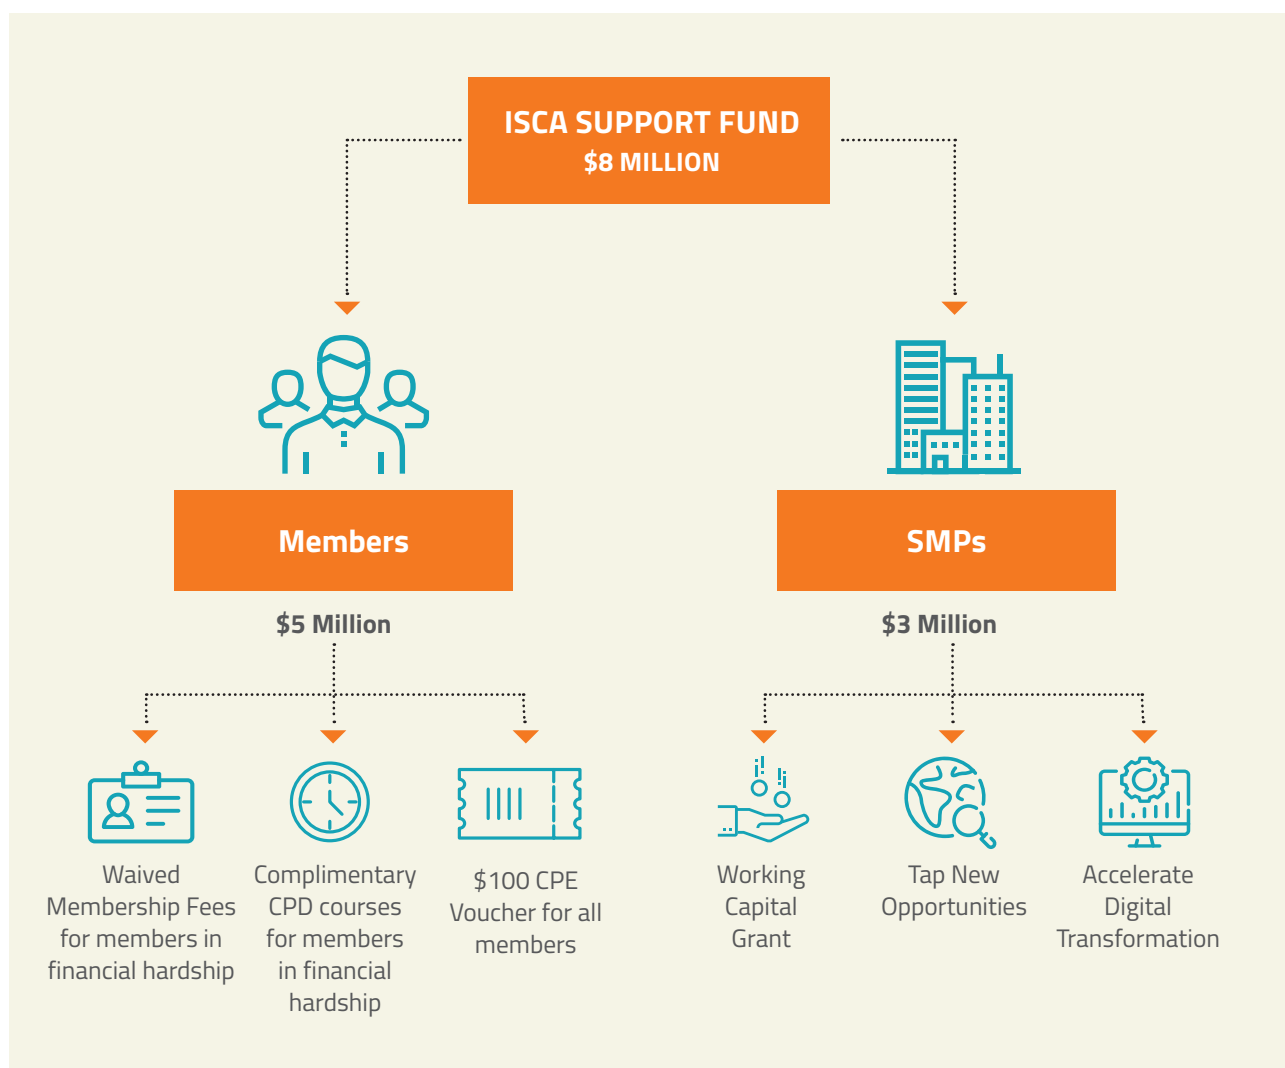 ISCA SUPPORT FUND
$8 MILLION
Members
$5 Million
Waived
Membership Fees
for members in
financial hardship
Complimentary
CPD courses
for members
in financial
hardship
$100 CPE
Voucher for all
members
SMPs
$3 Million
Working
Capital
Grant
Tap New
Opportunities
Accelerate
Digital
Transformation